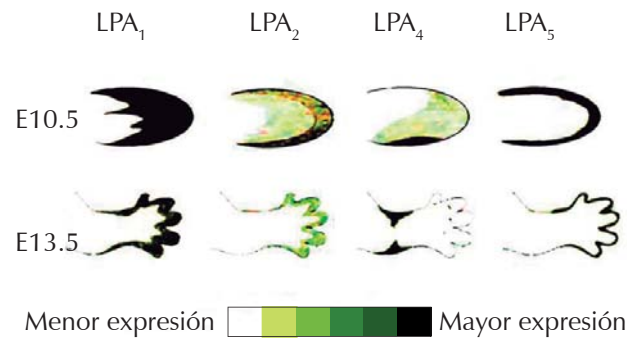 LPA₁ LPA₂ LPA₄ LPA₅
E10.5
E13.5
Menor expresión Mayor expresión